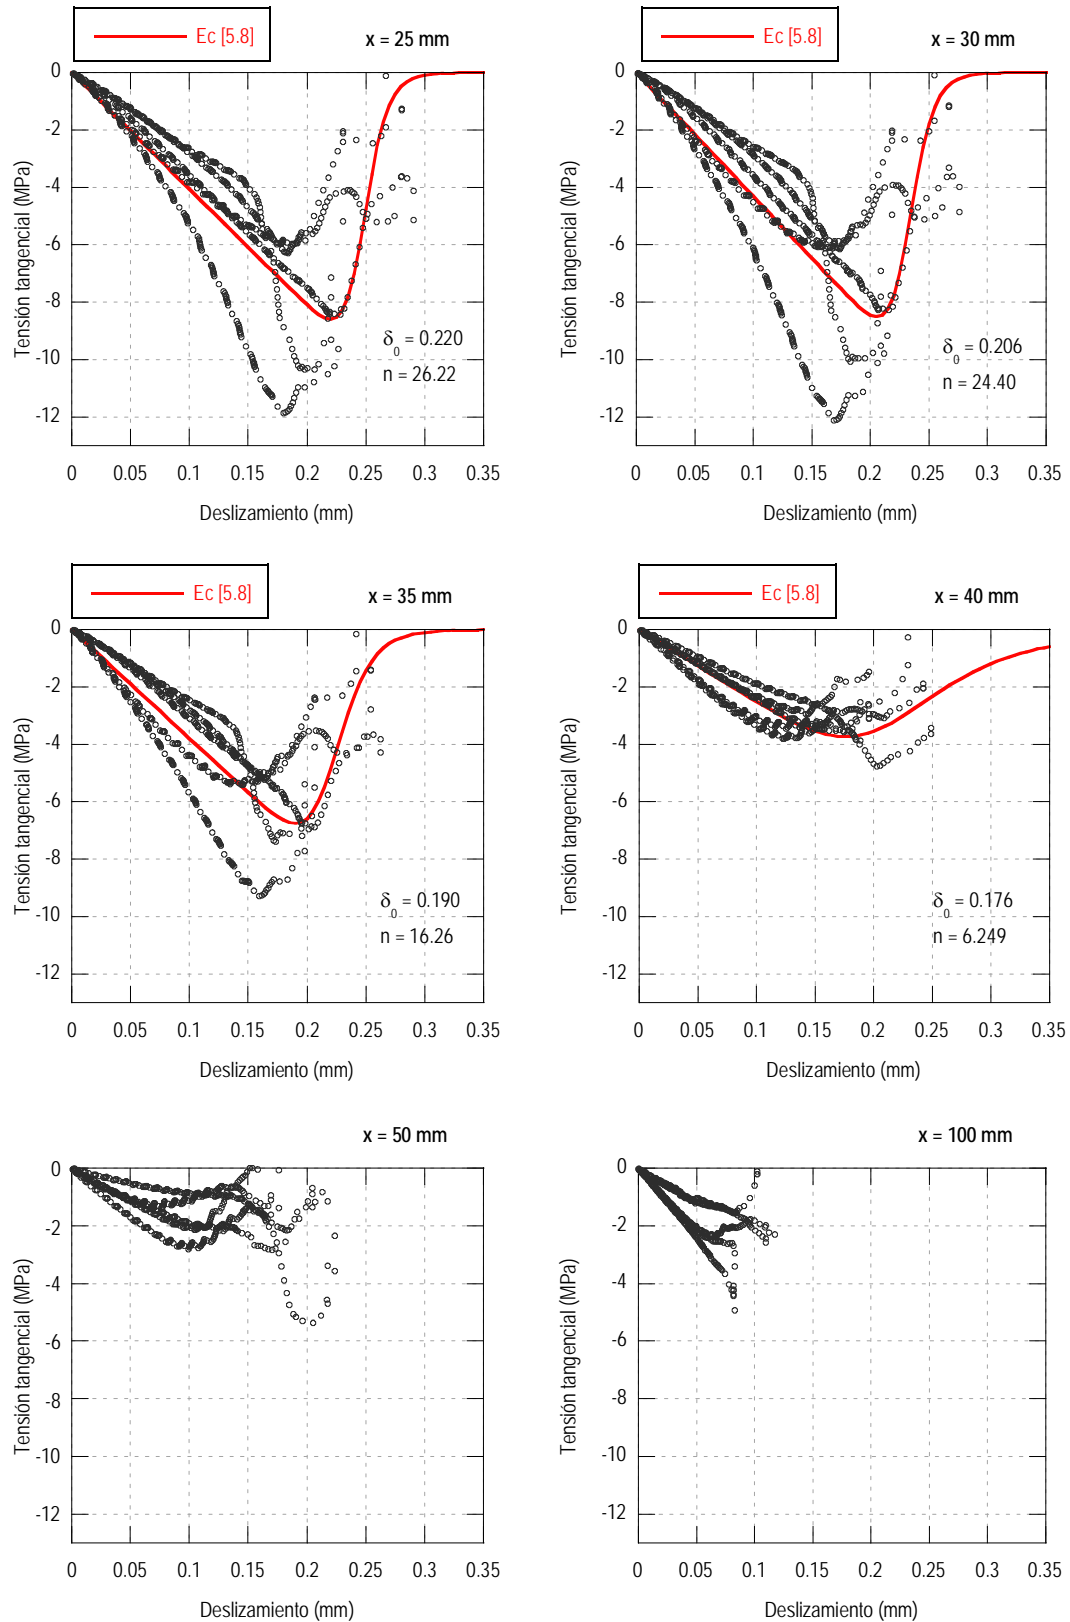 Ec [5.8]
x = 25 mm
0
-2
-4
-6
-8
-10
-12
Tensión tangencial (MPa)
δ0 = 0.220
n = 26.22
0 0.05 0.1 0.15 0.2 0.25 0.3 0.35
Deslizamiento (mm)
Ec [5.8]
x = 30 mm
0
-2
-4
-6
-8
-10
-12
Tensión tangencial (MPa)
δ0 = 0.206
n = 24.40
0 0.05 0.1 0.15 0.2 0.25 0.3 0.35
Deslizamiento (mm)
Ec [5.8]
x = 35 mm
0
-2
-4
-6
-8
-10
-12
Tensión tangencial (MPa)
δ0 = 0.190
n = 16.26
0 0.05 0.1 0.15 0.2 0.25 0.3 0.35
Deslizamiento (mm)
Ec [5.8]
x = 40 mm
0
-2
-4
-6
-8
-10
-12
Tensión tangencial (MPa)
δ0 = 0.176
n = 6.249
0 0.05 0.1 0.15 0.2 0.25 0.3 0.35
Deslizamiento (mm)
x = 50 mm
0
-2
-4
-6
-8
-10
-12
Tensión tangencial (MPa)
0 0.05 0.1 0.15 0.2 0.25 0.3 0.35
Deslizamiento (mm)
x = 100 mm
0
-2
-4
-6
-8
-10
-12
Tensión tangencial (MPa)
0 0.05 0.1 0.15 0.2 0.25 0.3 0.35
Deslizamiento (mm)